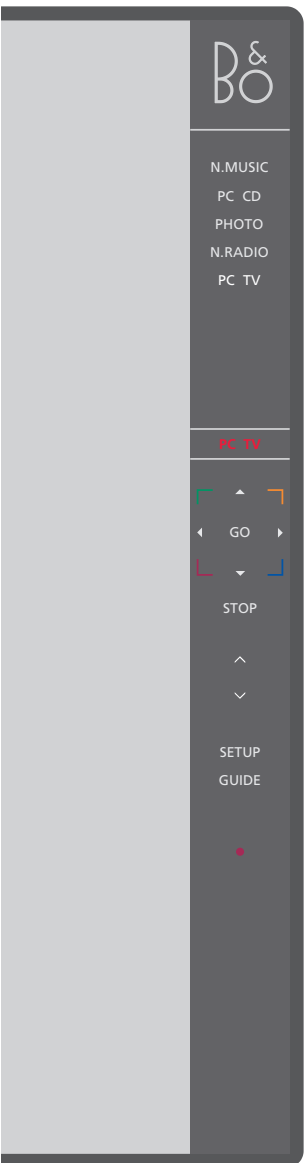 B&O
N.MUSIC
PC CD
PHOTO
N.RADIO
PC TV
PC TV
GO
STOP
SETUP
GUIDE